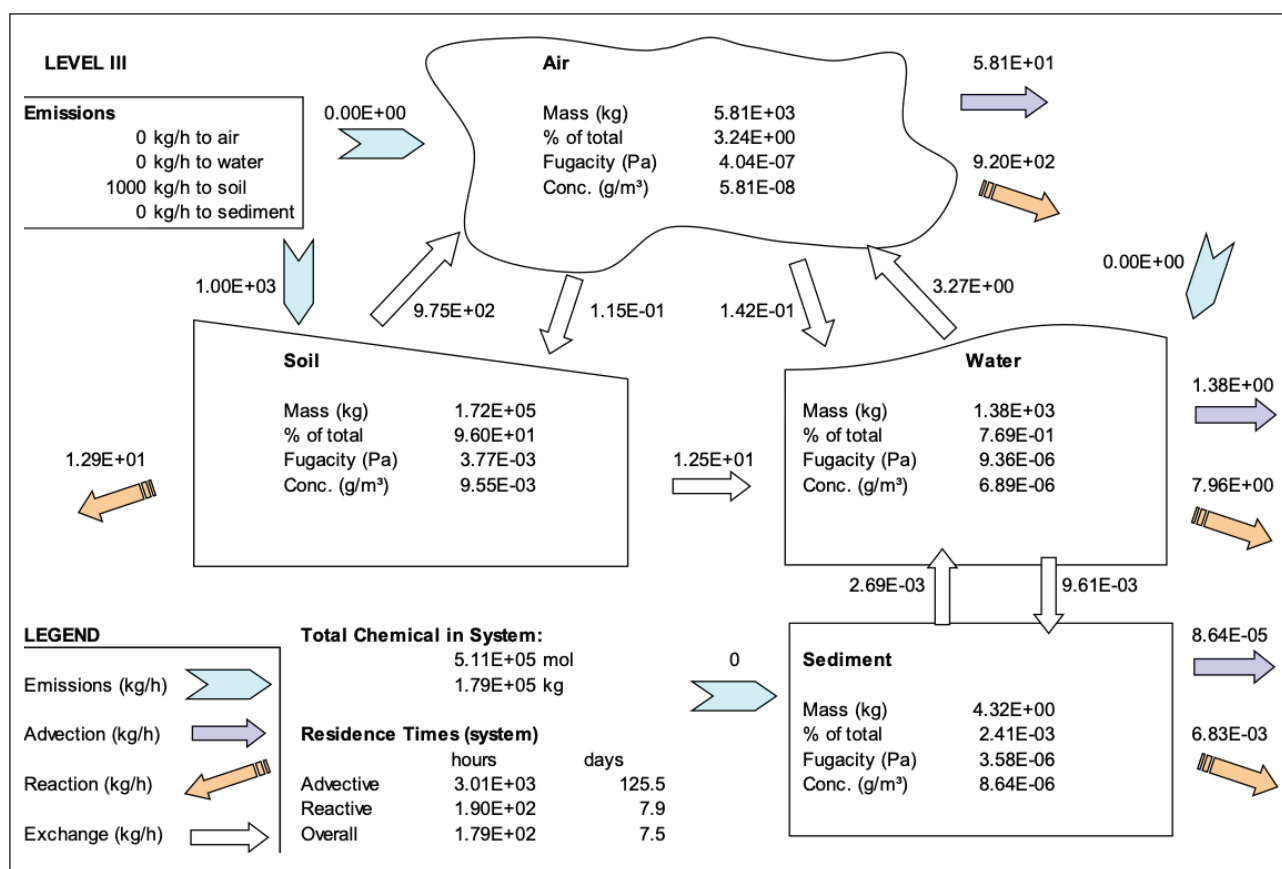 LEVEL III
Emissions
0 kg/h to air
0 kg/h to water
1000 kg/h to soil
0 kg/h to sediment
0.00E+00
Air
Mass (kg) 5.81E+03
% of total 3.24E+00
Fugacity (Pa) 4.04E-07
Conc. (g/m³) 5.81E-08
5.81E+01
9.20E+02
1.00E+03
9.75E+02
1.15E-01
1.42E-01
3.27E+00
0.00E+00
Soil
Mass (kg) 1.72E+05
% of total 9.60E+01
Fugacity (Pa) 3.77E-03
Conc. (g/m³) 9.55E-03
1.29E+01
1.25E+01
Water
Mass (kg) 1.38E+03
% of total 7.69E-01
Fugacity (Pa) 9.36E-06
Conc. (g/m³) 6.89E-06
1.38E+00
7.96E+00
2.69E-03
9.61E-03
LEGEND
Emissions (kg/h)
Advection (kg/h)
Reaction (kg/h)
Exchange (kg/h)
Total Chemical in System:
5.11E+05 mol
1.79E+05 kg
Residence Times (system)
hours days
Advective 3.01E+03 125.5
Reactive 1.90E+02 7.9
Overall 1.79E+02 7.5
0
Sediment
Mass (kg) 4.32E+00
% of total 2.41E-03
Fugacity (Pa) 3.58E-06
Conc. (g/m³) 8.64E-06
8.64E-05
6.83E-03